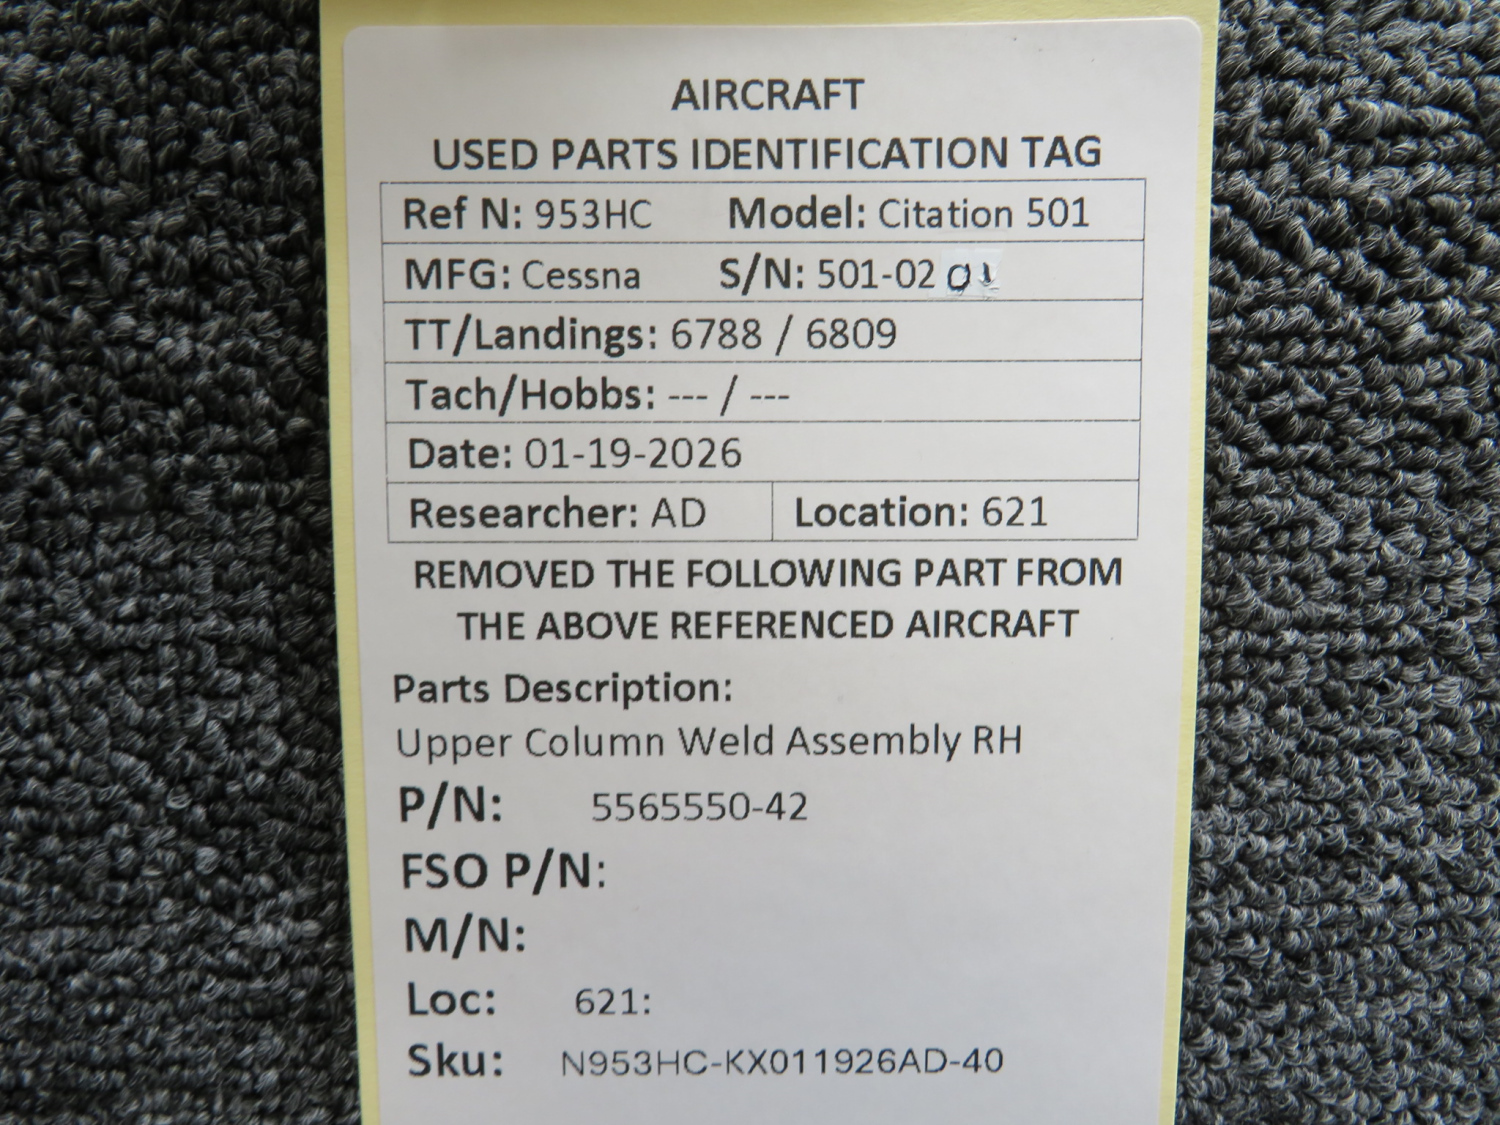 AIRCRAFT
USED PARTS IDENTIFICATION TAG
Ref N: 953HC Model: Citation 501
MFG: Cessna S/N: 501-0201
TT/Landings: 6788 / 6809
Tach/Hobbs: --- / ---
Date: 01-19-2026
Researcher: AD Location: 621
REMOVED THE FOLLOWING PART FROM
THE ABOVE REFERENCED AIRCRAFT
Parts Description:
Upper Column Weld Assembly RH
P/N: 5565550-42
FSO P/N:
M/N:
Loc: 621:
Sku: N953HC-KX011926AD-40